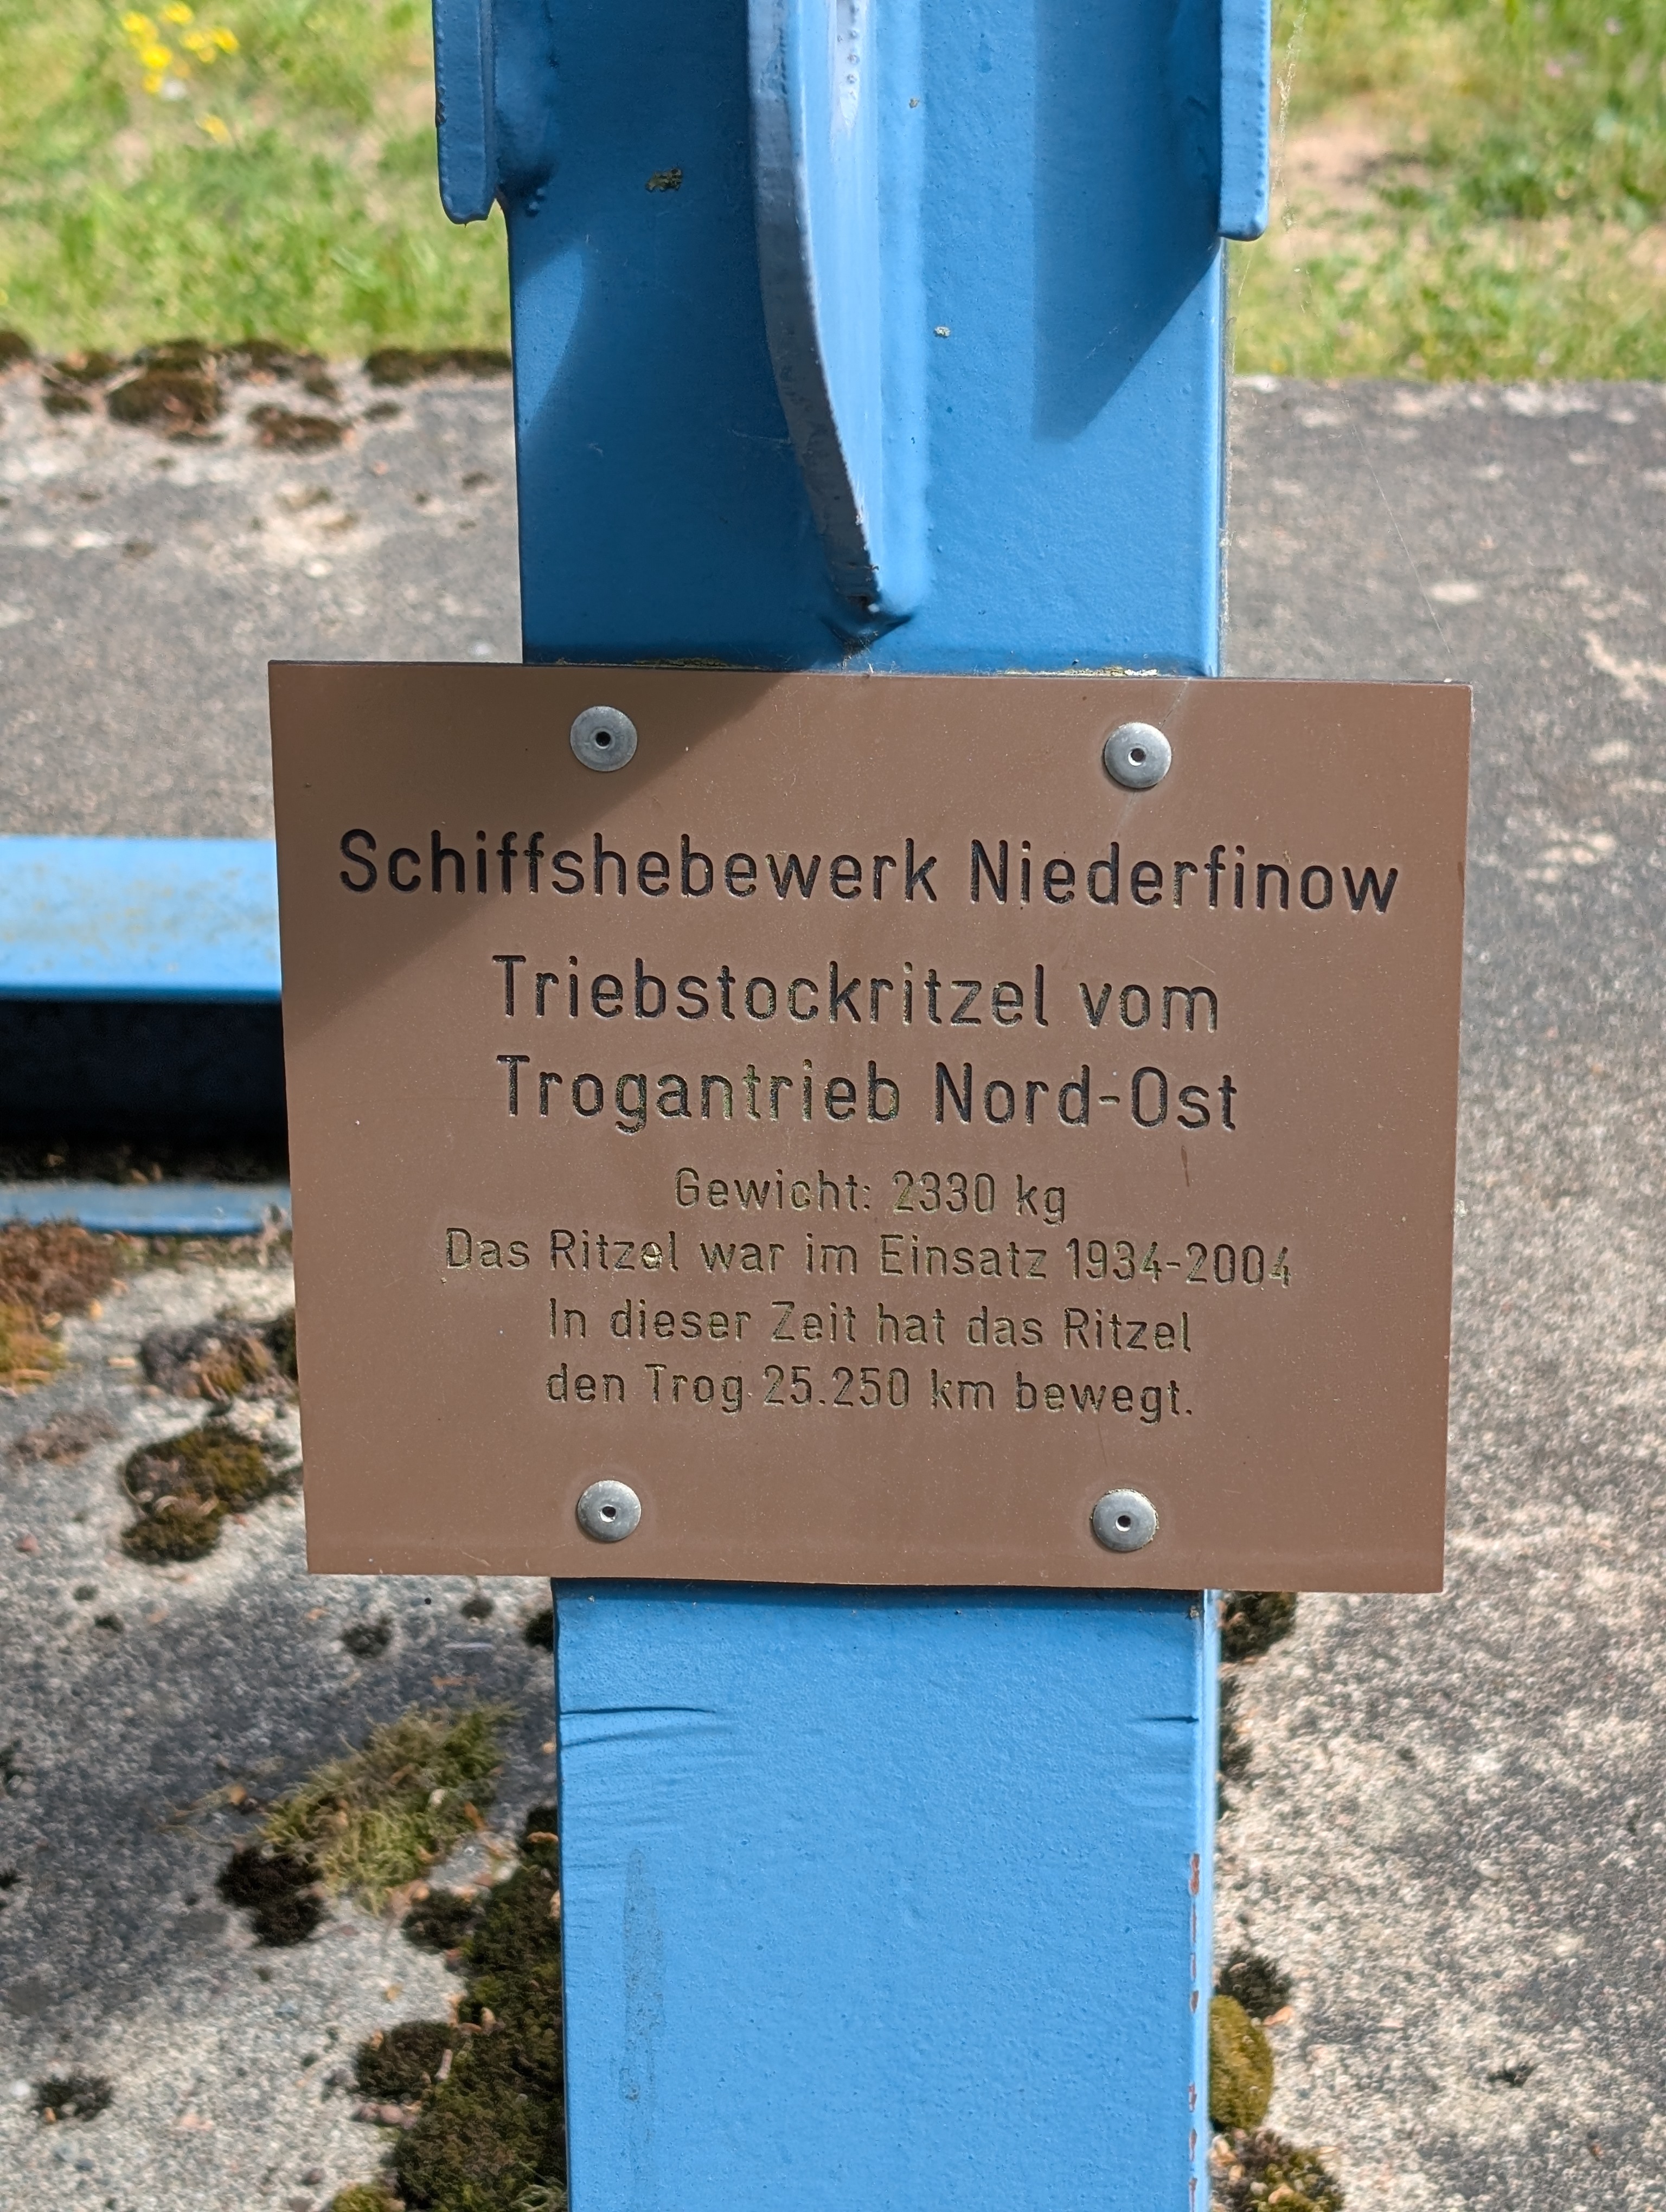 Schiffshebewerk Niederfinow
Triebstockritzel vom
Trogantrieb Nord-Ost
Gewicht: 2330 kg
Das Ritzel war im Einsatz 1934-2004
In dieser Zeit hat das Ritzel
den Trog 25.250 km bewegt.